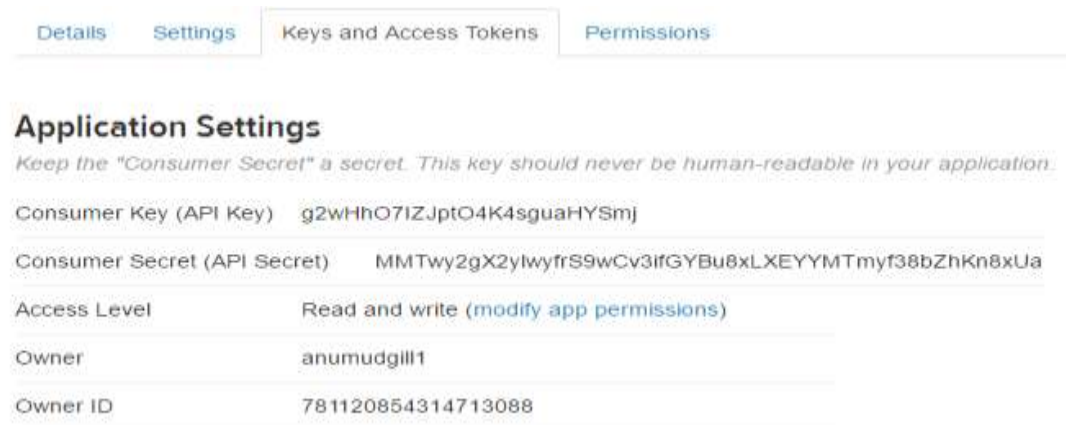 Details Settings Keys and Access Tokens Permissions
Application Settings
Keep the "Consumer Secret" a secret. This key should never be human-readable in your application.
Consumer Key (API Key) g2wHhO7IZJptO4K4sguaHYSmj
Consumer Secret (API Secret) MMTwy2gX2ylwyfrS9wCv3ifGYBu8xLXEYYMTmyf38bZhKn8xUa
Access Level Read and write (modify app permissions)
Owner anumudgill1
Owner ID 781120854314713088